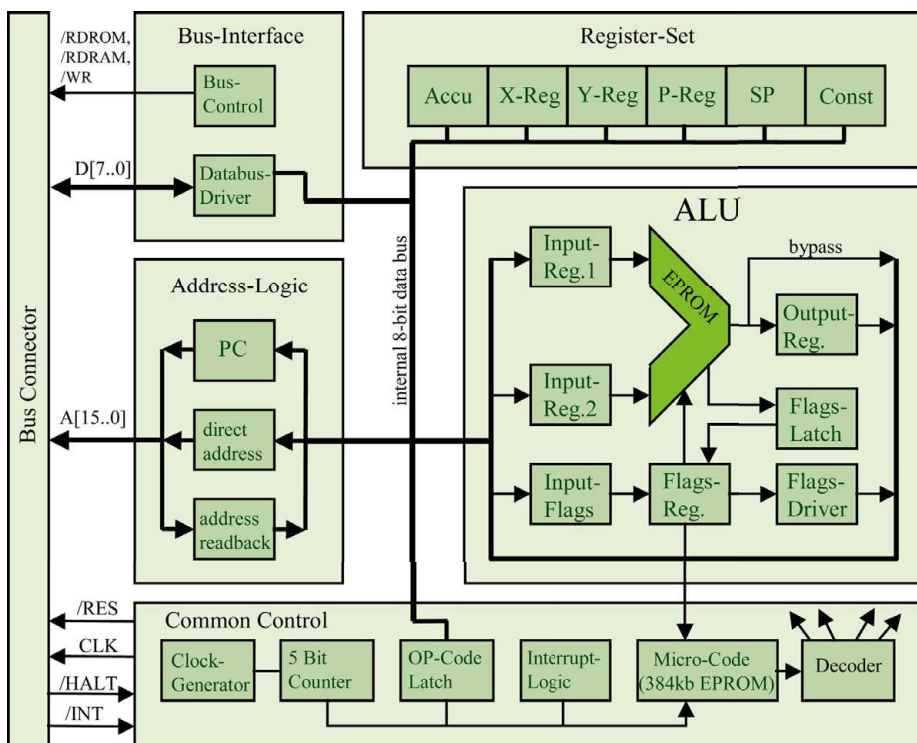 /RDROM,
/RDRAM,
/WR
Bus-Interface
Bus-
Control
D[7..0]
Databus-
Driver
Register-Set
Accu
X-Reg
Y-Reg
P-Reg
SP
Const
internal 8-bit data bus
Address-Logic
PC
A[15..0]
direct
address
address
readback
Bus Connector
ALU
Input-
Reg.1
EPROM
bypass
Output-
Reg.
Input-
Reg.2
Flags-
Latch
Input-
Flags
Flags-
Reg.
Flags-
Driver
/RES
CLK
/HALT
/INT
Common Control
Clock-
Generator
5 Bit
Counter
OP-Code
Latch
Interrupt-
Logic
Micro-Code
(384kb EPROM)
Decoder